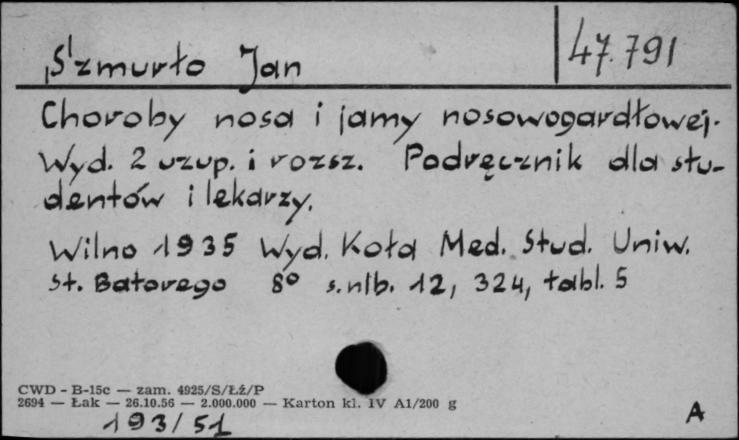 Szmurło Jan
47.791
Choroby nosa i jamy nosowogardłowej.
Wyd. 2 uzup. i rozsz. Podręcznik dla stu-
dentów i lekarzy.
Wilno 1935 Wyd. Koła Med. Stud. Uniw.
St. Batorego 8° s. nlb. 12, 324, tabl. 5
CWD - B-15c — zam. 4925/S/Łż/P
2694 — Łak — 26.10.56 — 2.000.000 — Karton kl. IV A1/200 g
193/51
A